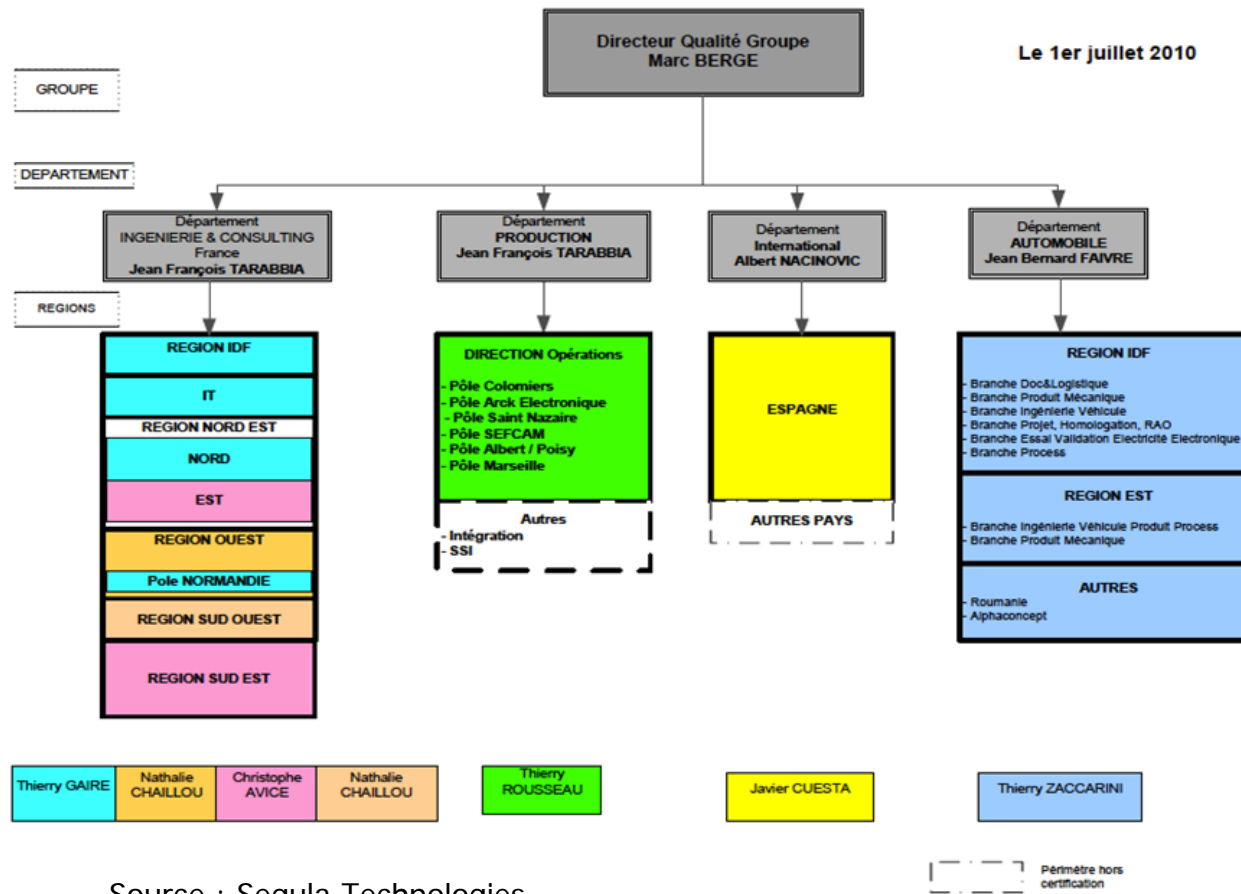 Directeur Qualité Groupe
Marc BERGE
Le 1er juillet 2010
GROUPE
DEPARTEMENT
Département
INGENIERIE & CONSULTING
France
Jean François TARABBIA
Département
PRODUCTION
Jean François TARABBIA
Département
International
Albert NACINOVIC
Département
AUTOMOBILE
Jean Bernard FAIVRE
REGIONS
REGION IDF
IT
REGION NORD EST
NORD
EST
REGION OUEST
Pole NORMANDIE
REGION SUD OUEST
REGION SUD EST
DIRECTION Opérations
- Pôle Colomiers
- Pôle Arck Electronique
- Pôle Saint Nazaire
- Pôle SEFCAM
- Pôle Albert / Poisy
- Pôle Marseille
Autres
- Intégration
- SSI
ESPAGNE
AUTRES PAYS
REGION IDF
- Branche Doc&Logistique
- Branche Produit Mécanique
- Branche Ingénierie Véhicule
- Branche Projet, Homologation, RAO
- Branche Essai Validation Electricité Electronique
- Branche Process
REGION EST
- Branche Ingénierie Véhicule Produit Process
- Branche Produit Mécanique
AUTRES
- Roumanie
- Alphaconcept
Thierry GAIRE
Nathalie
CHAILLOU
Christophe
AVICE
Nathalie
CHAILLOU
Thierry
ROUSSEAU
Javier CUESTA
Thierry ZACCARINI
Périmètre hors
certification
Source : Segula Technologies